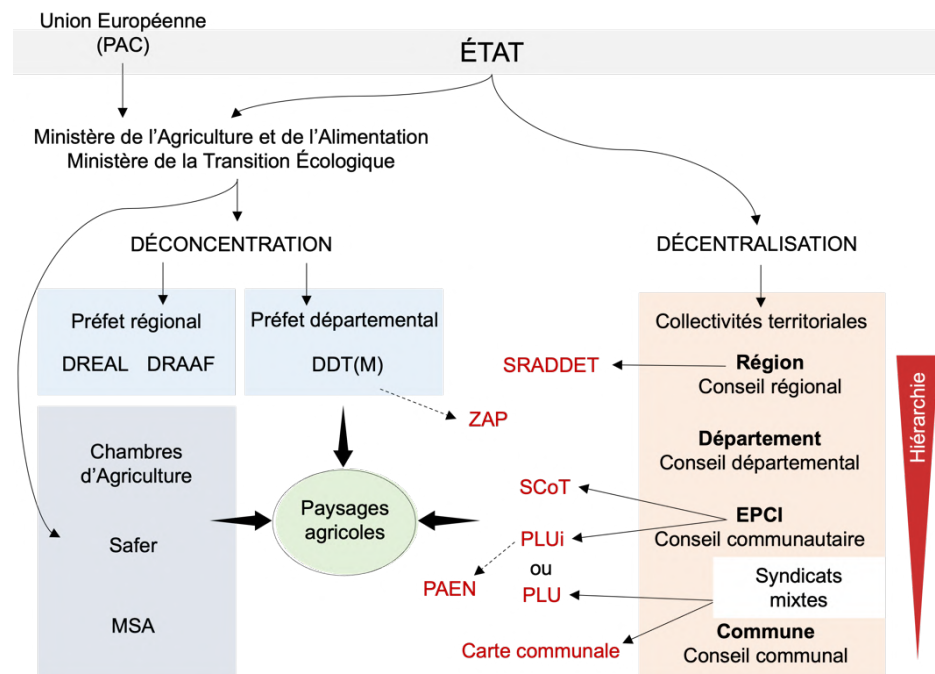 Union Européenne
(PAC)
ÉTAT
Ministère de l'Agriculture et de l'Alimentation
Ministère de la Transition Écologique
DÉCONCENTRATION
DÉCENTRALISATION
Préfet régional
DREAL DRAAF
Préfet départemental
DDT(M)
Collectivités territoriales
SRADDET
Région
Conseil régional
ZAP
Hiérarchie
Chambres
d'Agriculture
Département
Conseil départemental
SCoT
Paysages
agricoles
EPCI
Conseil communautaire
Safer
PLUi
ou
PAEN
PLU
Syndicats
mixtes
MSA
Carte communale
Commune
Conseil communal